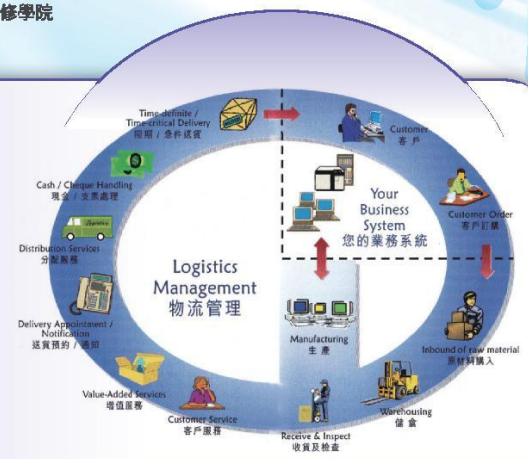 修學院
Time-definite /
Time-critical Delivery
限期 / 急件送貨
Customer
客戶
Cash / Cheque Handling
現金 / 支票處理
Your
Business
System
您的業務系統
Customer Order
客戶訂購
Distribution Services
分配服務
Logistics
Management
物流管理
Delivery Appointment /
Notification
送貨預約 / 通知
Manufacturing
生產
Inbound of raw material
原材料購入
Value-Added Services
增值服務
Customer Service
客戶服務
Warehousing
儲倉
Receive & Inspect
收貨及檢查